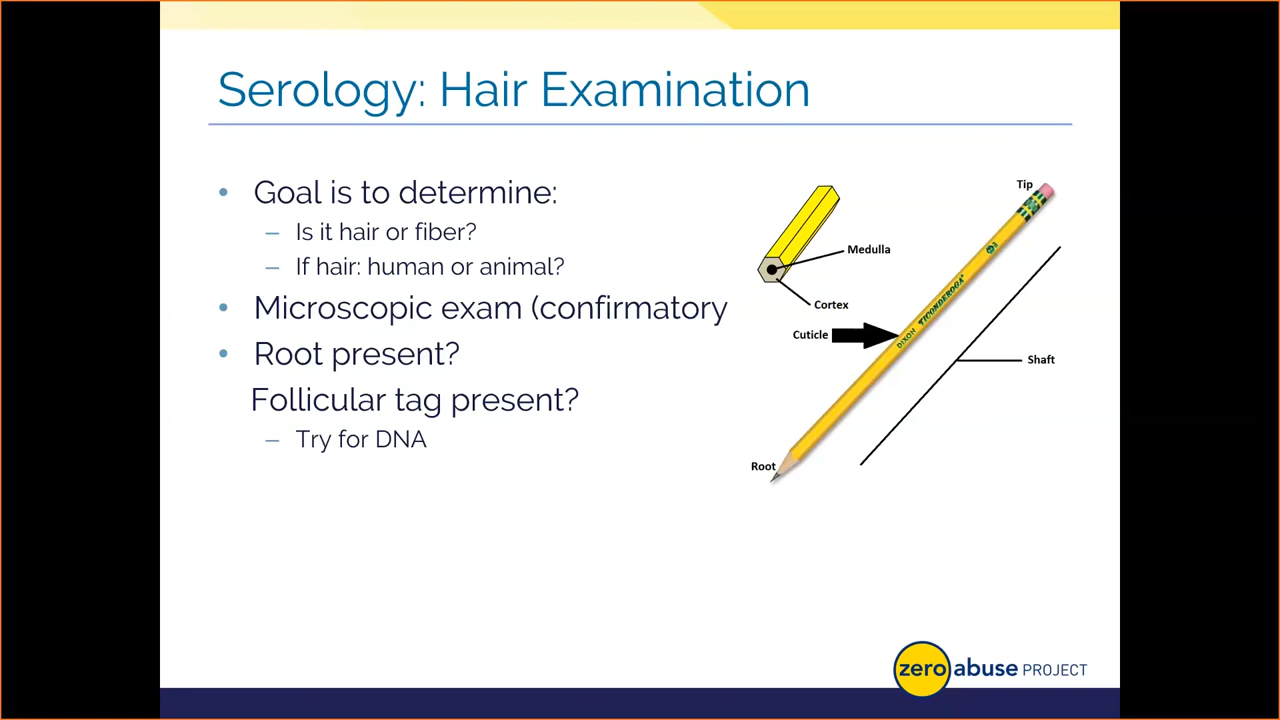 Serology: Hair Examination
• Goal is to determine:
– Is it hair or fiber?
– If hair: human or animal?
• Microscopic exam (confirmatory
• Root present?
Follicular tag present?
– Try for DNA
Tip
Medulla
Cortex
Cuticle
DIXON TICONDEROGA
Shaft
Root
zero abuse PROJECT